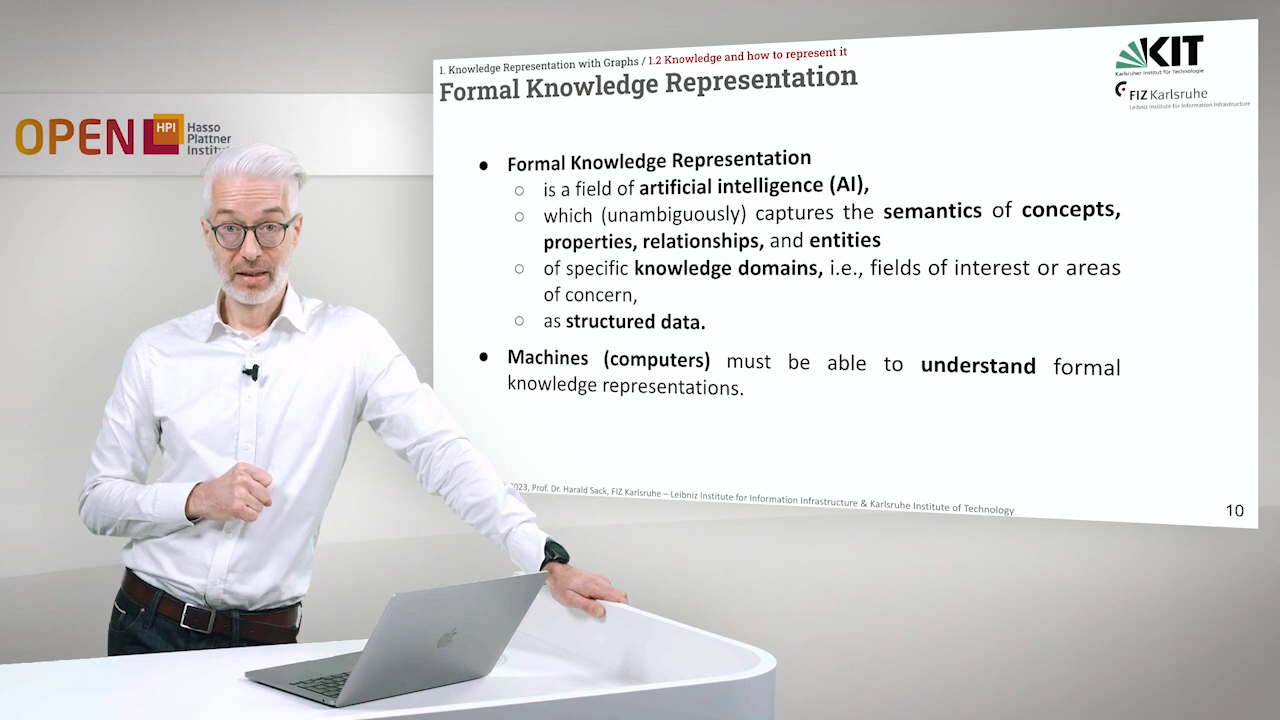 1. Knowledge Representation with Graphs / 1.2 Knowledge and how to represent it
Formal Knowledge Representation
KIT
Karlsruher Institut für Technologie
FIZ Karlsruhe
Leibniz Institute for Information Infrastructure
OPEN HPI Hasso
Plattner
Institut
● Formal Knowledge Representation
○ is a field of artificial intelligence (AI),
○ which (unambiguously) captures the semantics of concepts,
properties, relationships, and entities
○ of specific knowledge domains, i.e., fields of interest or areas
of concern,
○ as structured data.
● Machines (computers) must be able to understand formal
knowledge representations.
2023, Prof. Dr. Harald Sack, FIZ Karlsruhe – Leibniz Institute for Information Infrastructure & Karlsruhe Institute of Technology
10